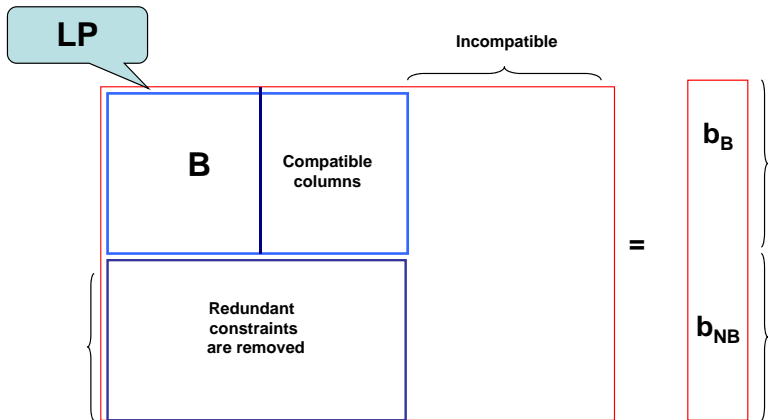 LP
Incompatible
B
Compatible
columns
b_B
=
Redundant
constraints
are removed
b_NB